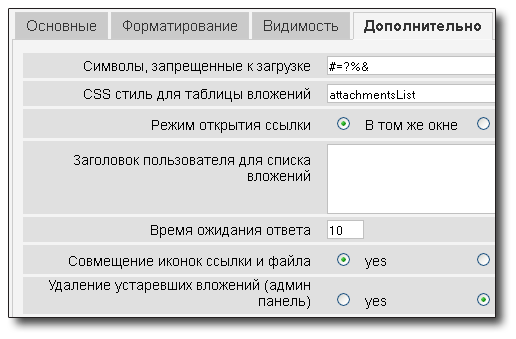 Основные Форматирование Видимость Дополнительно
Символы, запрещенные к загрузке #=?%&
CSS стиль для таблицы вложений attachmentsList
Режим открытия ссылки В том же окне
Заголовок пользователя для списка
вложений
Время ожидания ответа 10
Совмещение иконок ссылки и файла yes
Удаление устаревших вложений (админ
панель) yes